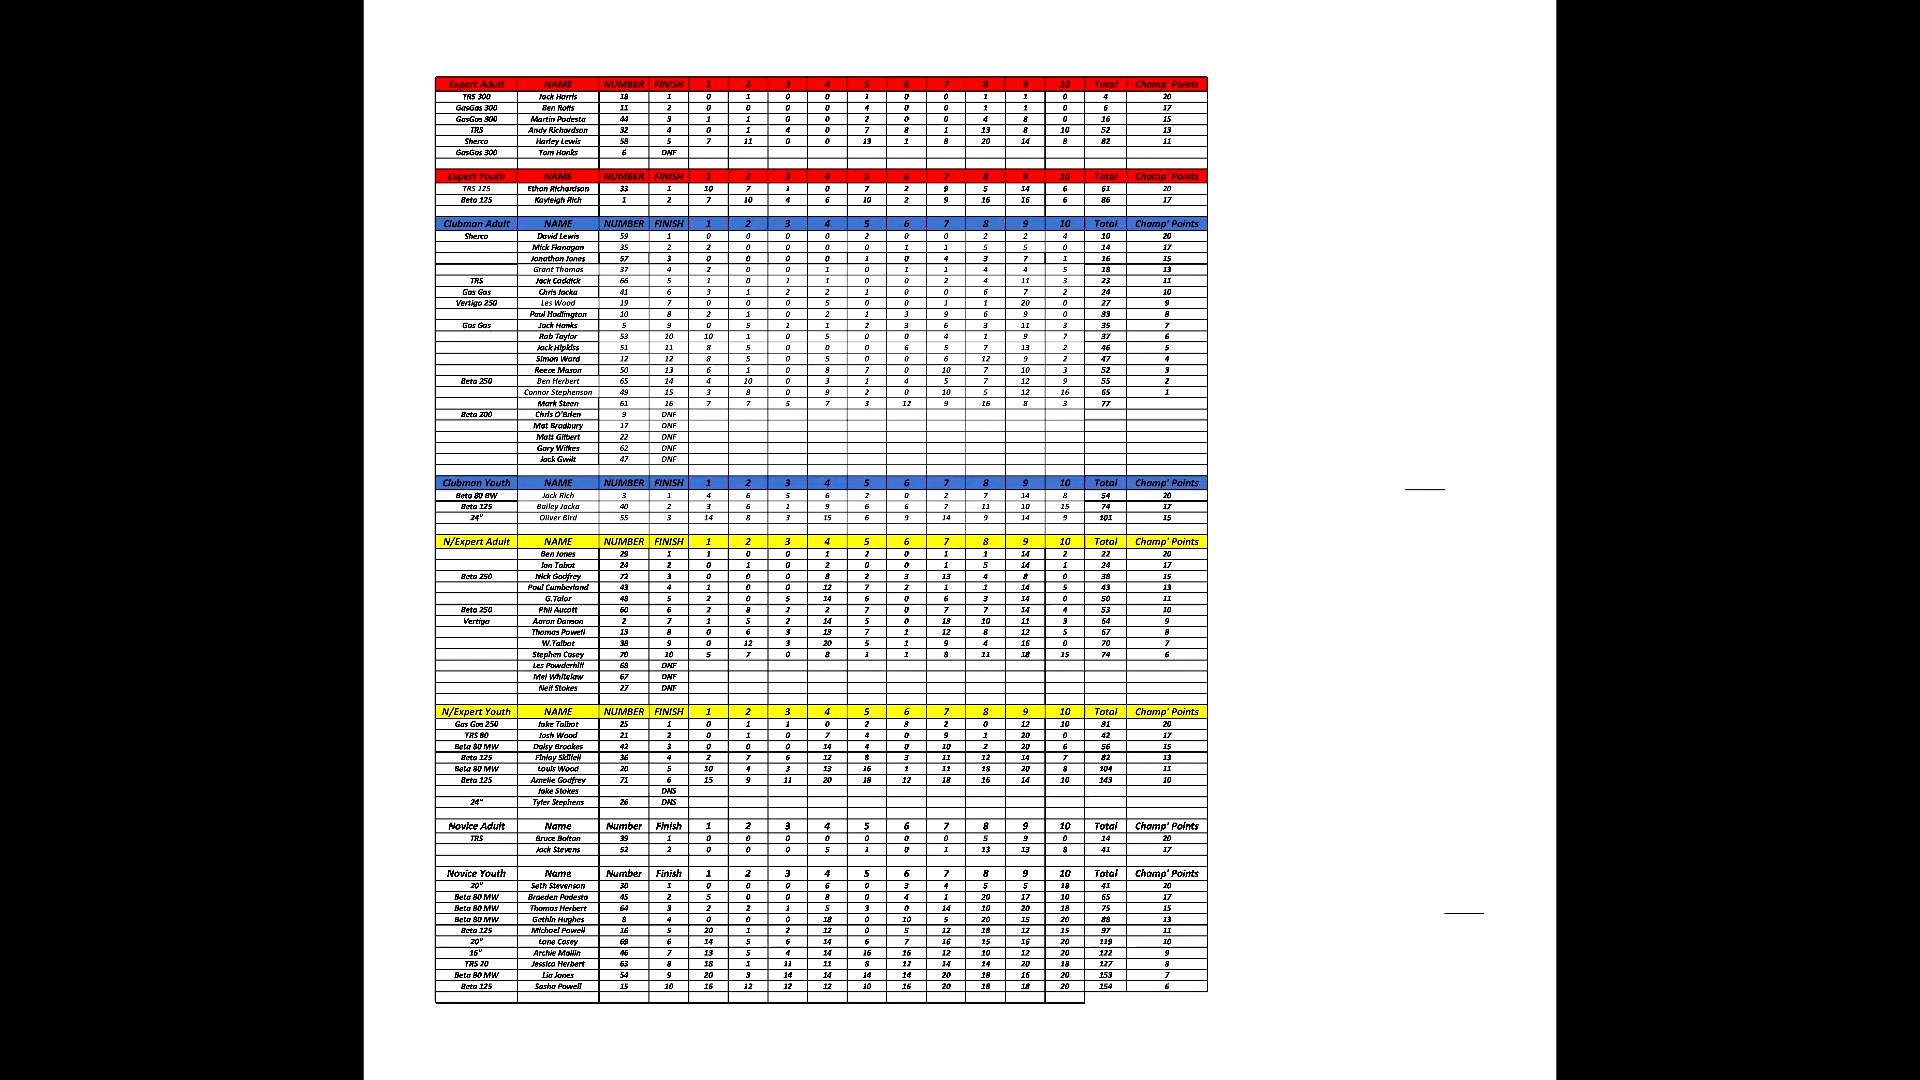 Expert Adult NAME NUMBER FINISH 1 2 3 4 5 6 7 8 9 10 Total Champ' Points
TRS 300 Jack Harris 18 1 0 1 0 0 1 0 0 1 1 0 4 20
GasGas 300 Ben Rolls 11 2 0 0 0 0 4 0 0 1 1 0 6 17
GasGas 300 Martin Podesta 44 3 1 1 0 0 2 0 0 4 8 0 16 15
TRS Andy Richardson 32 4 0 1 4 0 7 8 1 13 8 10 52 13
Sherco Harley Lewis 58 5 7 11 0 0 13 1 8 20 14 8 82 11
GasGas 300 Tom Hanks 6 DNF
Expert Youth NAME NUMBER FINISH 1 2 3 4 5 6 7 8 9 10 Total Champ' Points
TRS 125 Ethan Richardson 33 1 10 7 1 0 7 2 9 5 14 6 61 20
Beta 125 Kayleigh Rich 1 2 7 10 4 6 10 2 9 16 16 6 86 17
Clubman Adult NAME NUMBER FINISH 1 2 3 4 5 6 7 8 9 10 Total Champ' Points
Sherco David Lewis 59 1 0 0 0 0 2 0 0 2 2 4 10 20
Mick Flanagan 35 2 2 0 0 0 0 1 1 5 5 0 14 17
Jonathan Jones 57 3 0 0 0 0 1 0 4 3 7 1 16 15
Grant Thomas 37 4 2 0 0 1 0 1 1 4 4 5 18 13
TRS Jack Caddick 66 5 1 0 1 1 0 0 2 4 11 3 23 11
Gas Gas Chris Jacka 41 6 3 1 2 2 1 0 0 6 7 2 24 10
Vertigo 250 Les Wood 19 7 0 0 0 5 0 0 1 1 20 0 27 9
Paul Hodlington 10 8 2 1 0 2 1 3 9 6 9 0 33 8
Gas Gas Jack Hanks 5 9 0 5 1 1 2 3 6 3 11 3 35 7
Rob Taylor 53 10 10 1 0 5 0 0 4 1 9 7 37 6
Jack Hipkiss 51 11 8 5 0 0 0 6 5 7 13 2 46 5
Simon Ward 12 12 8 5 0 5 0 0 6 12 9 2 47 4
Reece Mason 50 13 6 1 0 8 7 0 10 7 10 3 52 3
Beta 250 Ben Herbert 65 14 4 10 0 3 1 4 5 7 12 9 55 2
Connor Stephenson 49 15 3 8 0 9 2 0 10 5 12 16 65 1
Mark Steen 61 16 7 7 5 7 3 12 9 16 8 3 77
Beta 200 Chris O'Brien 9 DNF
Mat Bradbury 17 DNF
Matt Gilbert 22 DNF
Gary Wilkes 62 DNF
Jack Gwilt 47 DNF
Clubman Youth NAME NUMBER FINISH 1 2 3 4 5 6 7 8 9 10 Total Champ' Points
Beta 80 BW Jack Rich 3 1 4 6 5 6 2 0 2 7 14 8 54 20
Beta 125 Bailey Jacka 40 2 3 6 1 9 6 6 7 11 10 15 74 17
24" Oliver Bird 55 3 14 8 3 15 6 9 14 9 14 9 101 15
N/Expert Adult NAME NUMBER FINISH 1 2 3 4 5 6 7 8 9 10 Total Champ' Points
Ben Jones 29 1 1 0 0 1 2 0 1 1 14 2 22 20
Ian Tabot 24 2 0 1 0 2 0 0 1 5 14 1 24 17
Beta 250 Nick Godfrey 72 3 0 0 0 8 2 3 13 4 8 0 38 15
Paul Cumberland 43 4 1 0 0 12 7 2 1 1 14 5 43 13
G.Talor 48 5 2 0 5 14 6 0 6 3 14 0 50 11
Beta 250 Phil Aucott 60 6 2 8 2 2 7 0 7 7 14 4 53 10
Vertigo Aaron Danson 2 7 1 5 2 14 5 0 13 10 11 3 64 9
Thomas Powell 13 8 0 6 3 13 7 1 12 8 12 5 67 8
W.Talbot 38 9 0 12 3 20 5 1 9 4 16 0 70 7
Stephen Casey 70 10 5 7 0 8 1 1 8 11 18 15 74 6
Les Powderhill 68 DNF
Mel Whitelaw 67 DNF
Neil Stokes 27 DNF
N/Expert Youth NAME NUMBER FINISH 1 2 3 4 5 6 7 8 9 10 Total Champ' Points
Gas Gas 250 Jake Talbot 25 1 0 1 1 0 2 8 2 0 12 10 31 20
TRS 80 Josh Wood 21 2 0 1 0 7 4 0 9 1 20 0 42 17
Beta 80 MW Daisy Brookes 42 3 0 0 0 14 4 0 10 2 20 6 56 15
Beta 125 Finlay Skillell 36 4 2 7 6 12 8 3 11 12 14 7 82 13
Beta 80 MW Louis Wood 20 5 10 4 3 13 16 1 11 18 20 8 104 11
Beta 125 Amelie Godfrey 71 6 15 9 11 20 18 12 18 16 14 10 143 10
Jake Stokes DNS
24" Tyler Stephens 26 DNS
Novice Adult Name Number Finish 1 2 3 4 5 6 7 8 9 10 Total Champ' Points
TRS Bruce Bolton 39 1 0 0 0 0 0 0 0 5 9 0 14 20
Jack Stevens 52 2 0 0 0 5 1 0 1 13 13 8 41 17
Novice Youth Name Number Finish 1 2 3 4 5 6 7 8 9 10 Total Champ' Points
20" Seth Stevenson 30 1 0 0 0 6 0 3 4 5 5 18 41 20
Beta 80 MW Braeden Podesta 45 2 5 0 0 8 0 4 1 20 17 10 65 17
Beta 80 MW Thomas Herbert 64 3 2 2 1 5 3 0 14 10 20 18 75 15
Beta 80 MW Gethin Hughes 8 4 0 0 0 18 0 10 5 20 15 20 88 13
Beta 125 Michael Powell 16 5 20 1 2 12 0 5 12 18 12 15 97 11
20" Lane Casey 69 6 14 5 6 14 6 7 16 15 16 20 119 10
16" Archie Mallin 46 7 13 5 4 14 16 16 12 10 12 20 122 9
TRS 70 Jessica Herbert 63 8 18 1 11 11 8 12 14 14 20 18 127 8
Beta 80 MW Lia Jones 54 9 20 3 14 14 14 14 20 18 16 20 153 7
Beta 125 Sasha Powell 15 10 16 12 12 12 10 16 20 18 18 20 154 6